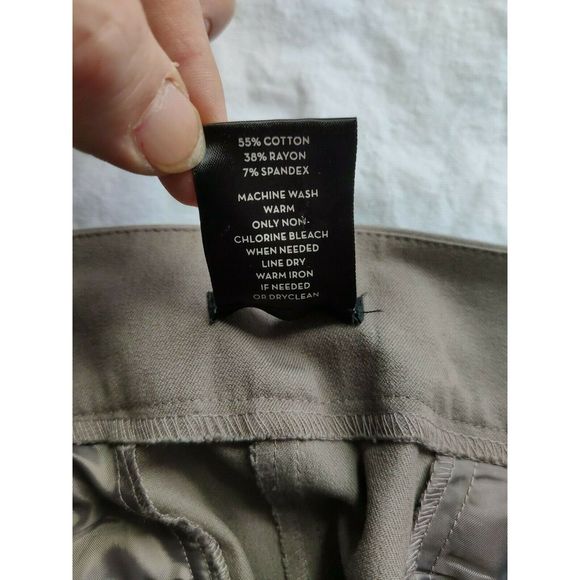 55% COTTON
38% RAYON
7% SPANDEX
MACHINE WASH
WARM
ONLY NON-
CHLORINE BLEACH
WHEN NEEDED
LINE DRY
WARM IRON
IF NEEDED
OR DRYCLEAN